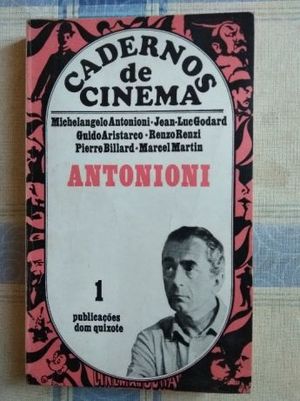 CADERNOS
de
CINEMA
Michelangelo Antonioni · Jean-Luc Godard
Guido Aristarco · Renzo Renzi
Pierre Billard · Marcel Martin
ANTONIONI
1
publicações
dom quixote